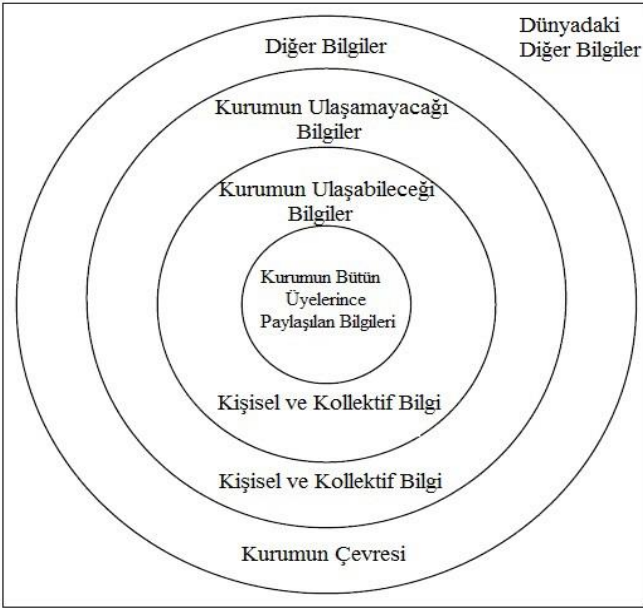 Dünyadaki
Diğer Bilgiler
Diğer Bilgiler
Kurumun Ulaşamayacağı
Bilgiler
Kurumun Ulaşabileceği
Bilgiler
Kurumun Bütün
Üyelerince
Paylaşılan Bilgileri
Kişisel ve Kollektif Bilgi
Kişisel ve Kollektif Bilgi
Kurumun Çevresi